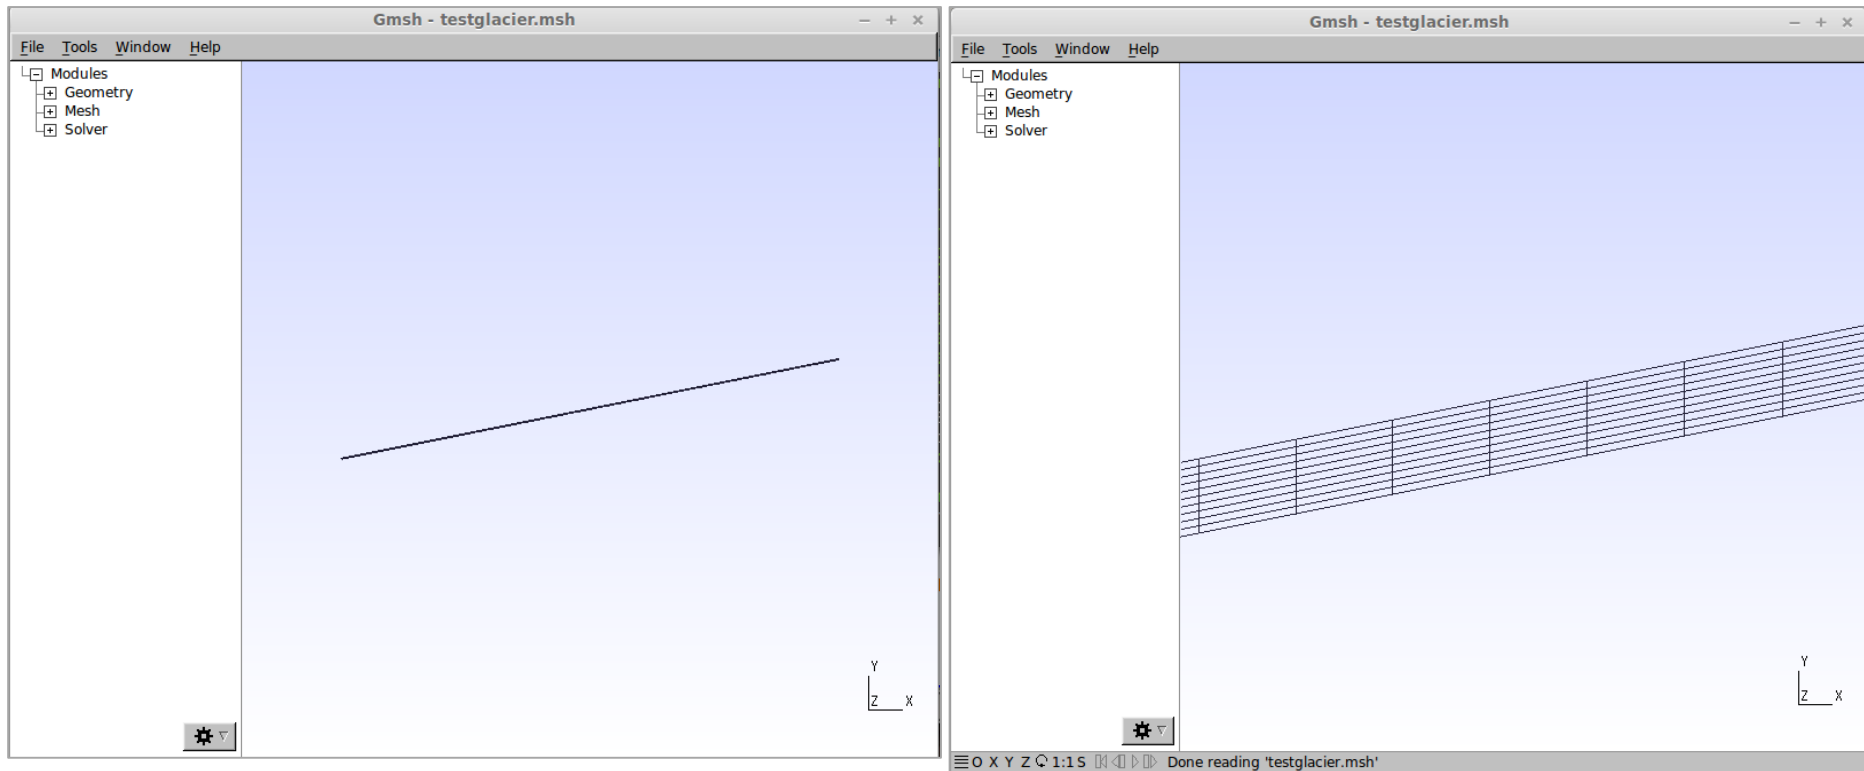 Gmsh - testglacier.msh
File Tools Window Help
Modules
Geometry
Mesh
Solver
Y
Z X
Gmsh - testglacier.msh
File Tools Window Help
Modules
Geometry
Mesh
Solver
Y
Z X
O X Y Z 1:1 S Done reading 'testglacier.msh'